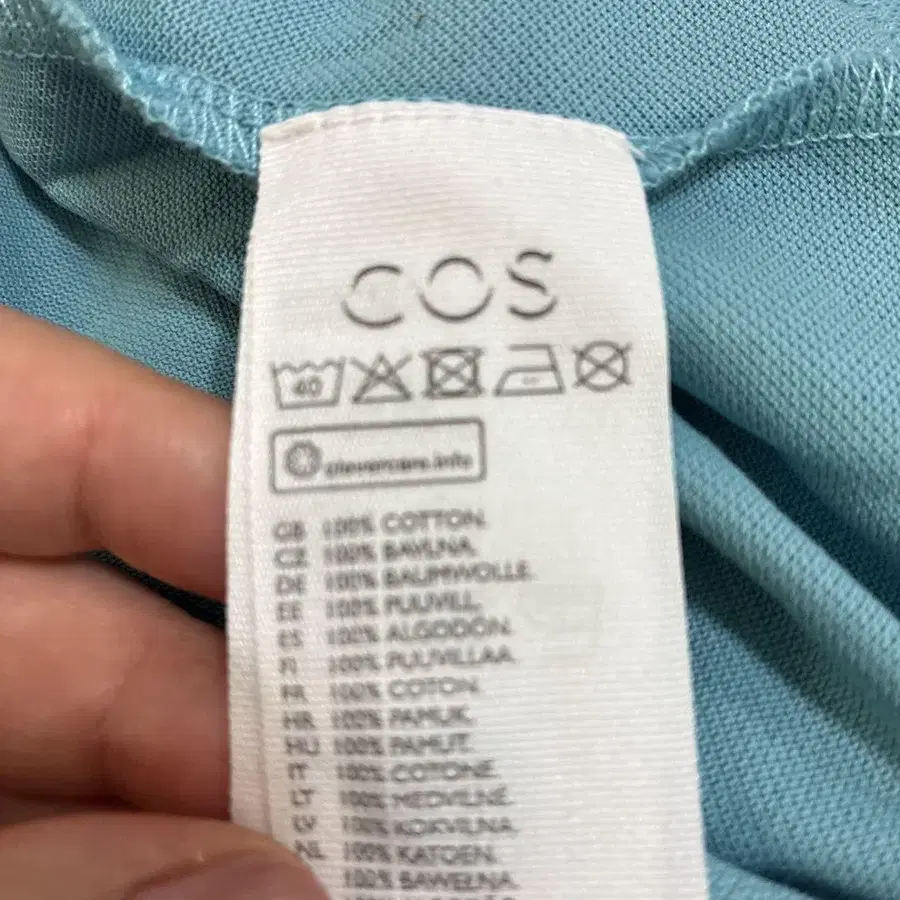 COS
40
clevercare.info
GB 100% COTTON
CZ 100% BAVLNA
DE 100% BAUMWOLLE
EE 100% PUUVILL
ES 100% ALGODÓN
FI 100% PUUVILLAA
FR 100% COTON
HR 100% PAMUK
HU 100% PAMUT
IT 100% COTONE
LT 100% MEDVILNĖ
LV 100% KOKVILNA
NL 100% KATOEN
100% BAWEŁNA